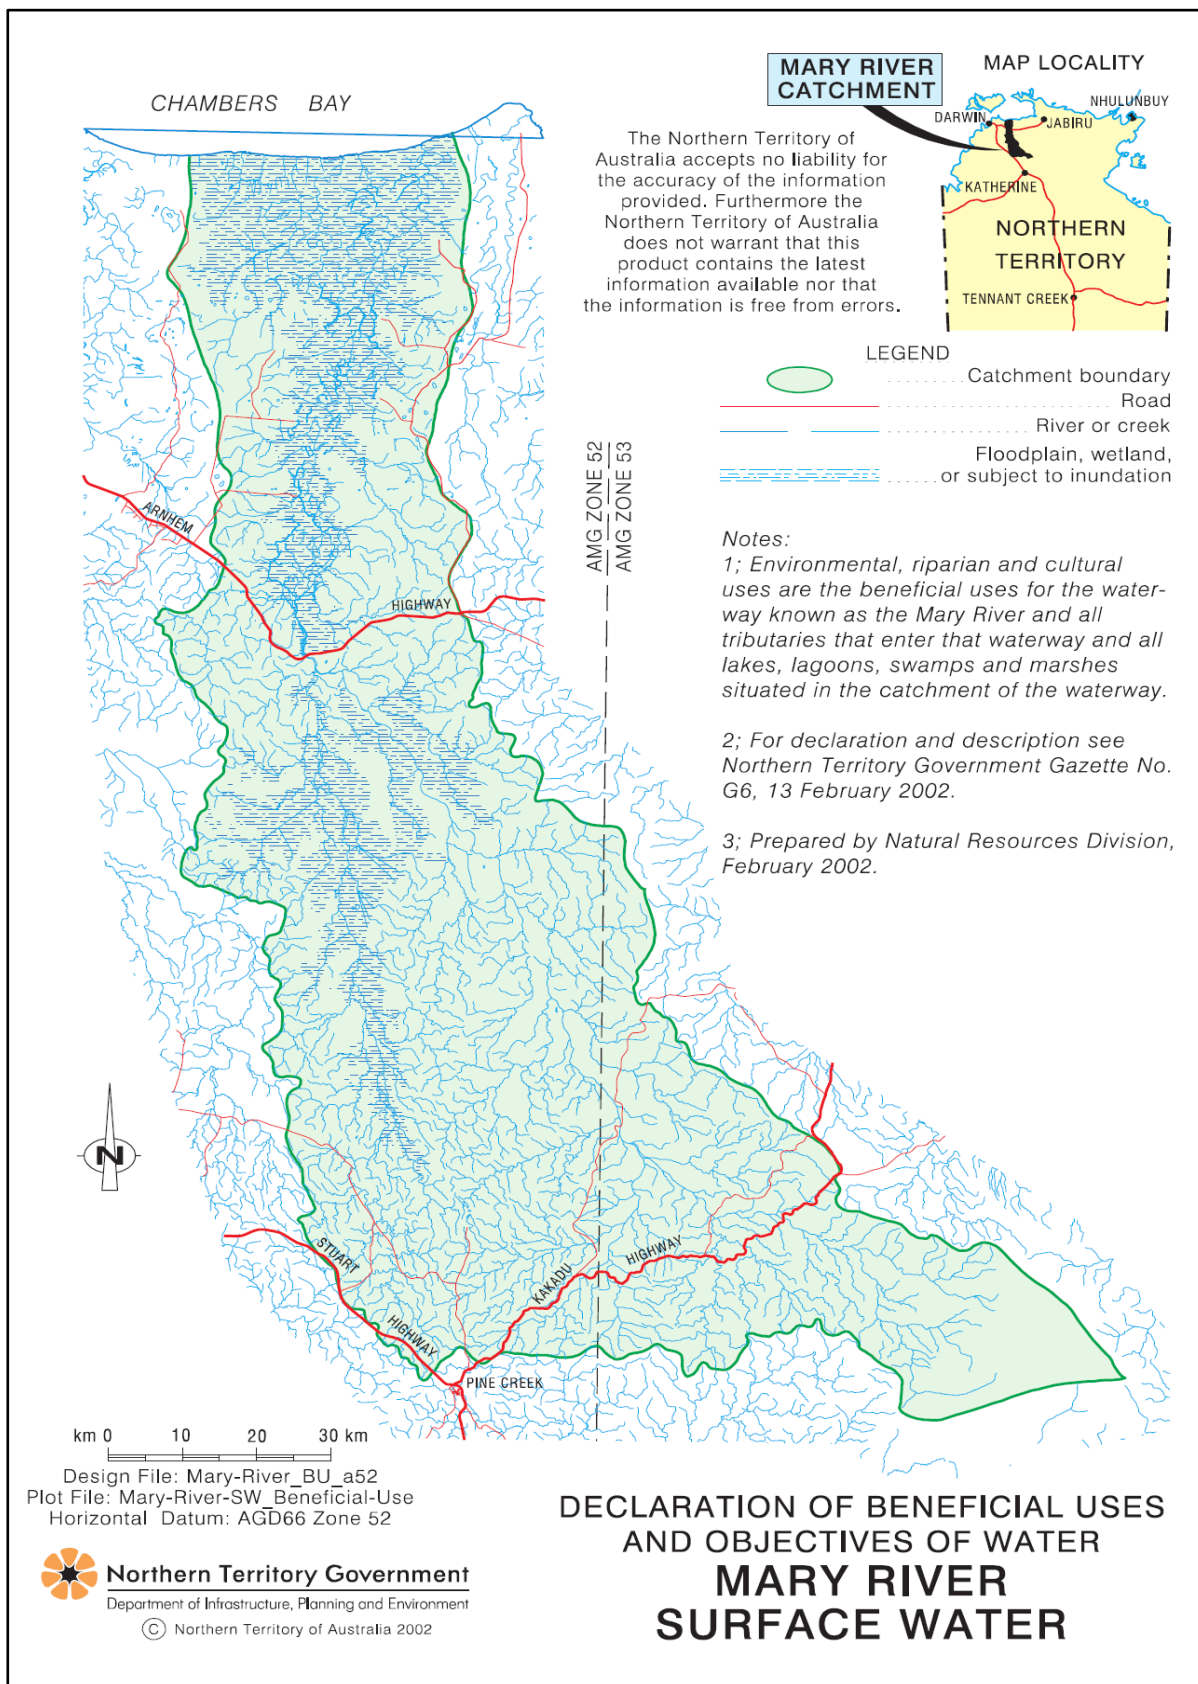 CHAMBERS BAY
MARY RIVER
CATCHMENT
MAP LOCALITY
NHULUNBUY
DARWIN
JABIRU
KATHERINE
NORTHERN
TERRITORY
TENNANT CREEK
The Northern Territory of
Australia accepts no liability for
the accuracy of the information
provided. Furthermore the
Northern Territory of Australia
does not warrant that this
product contains the latest
information available nor that
the information is free from errors.
LEGEND
Catchment boundary
Road
River or creek
Floodplain, wetland,
or subject to inundation
AMG ZONE 52
AMG ZONE 53
ARNHEM
HIGHWAY
Notes:
1; Environmental, riparian and cultural
uses are the beneficial uses for the water-
way known as the Mary River and all
tributaries that enter that waterway and all
lakes, lagoons, swamps and marshes
situated in the catchment of the waterway.
2; For declaration and description see
Northern Territory Government Gazette No.
G6, 13 February 2002.
3; Prepared by Natural Resources Division,
February 2002.
N
STUART
HIGHWAY
KAKADU
HIGHWAY
PINE CREEK
km 0 10 20 30 km
Design File: Mary-River_BU_a52
Plot File: Mary-River-SW_Beneficial-Use
Horizontal Datum: AGD66 Zone 52
Northern Territory Government
Department of Infrastructure, Planning and Environment
© Northern Territory of Australia 2002
DECLARATION OF BENEFICIAL USES
AND OBJECTIVES OF WATER
MARY RIVER
SURFACE WATER